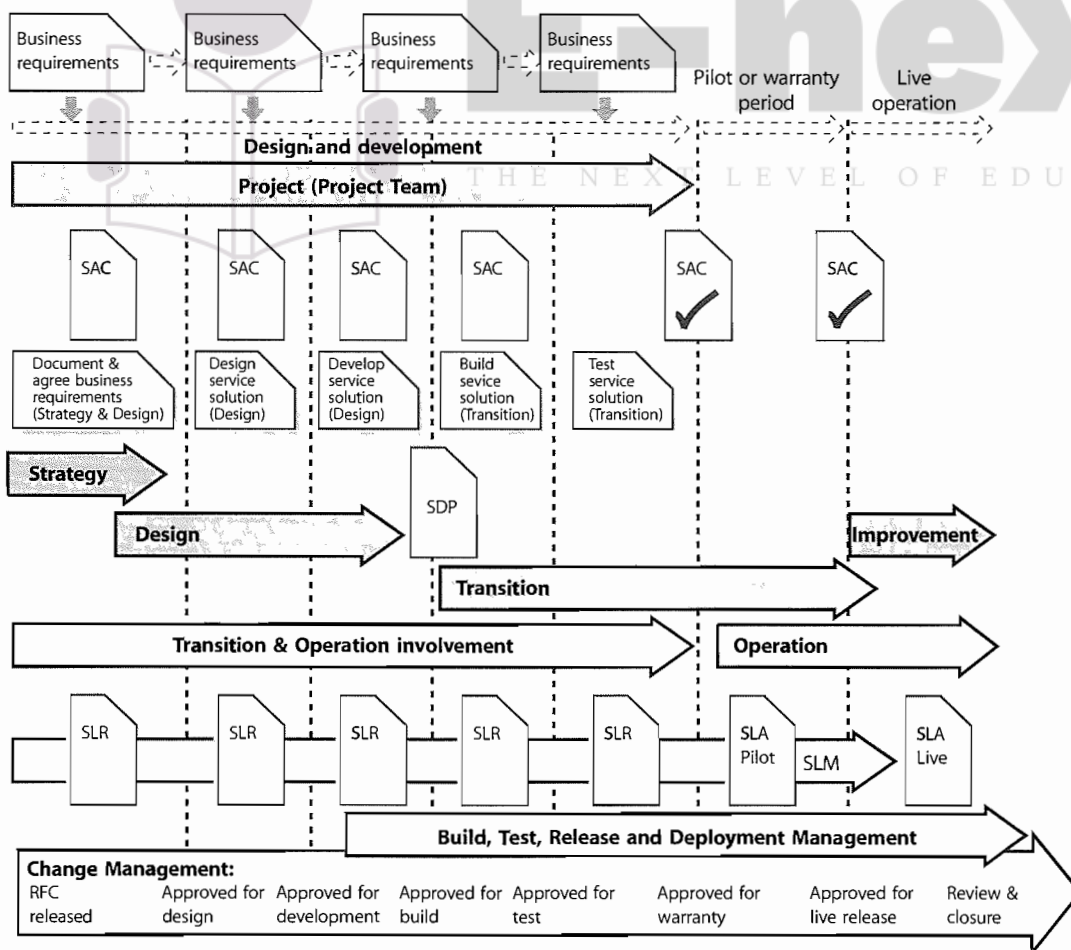 E-nex
THE NEXT LEVEL OF EDU
Business
requirements
Business
requirements
Business
requirements
Business
requirements
Pilot or warranty
period
Live
operation
Design and development
Project (Project Team)
SAC
SAC
SAC
SAC
SAC
SAC
Document &
agree business
requirements
(Strategy & Design)
Design
service
solution
(Design)
Develop
service
solution
(Design)
Build
sevice
solution
(Transition)
Test
service
solution
(Transition)
Strategy
SDP
Design
Improvement
Transition
Transition & Operation involvement
Operation
SLR
SLR
SLR
SLR
SLR
SLA
Pilot
SLM
SLA
Live
Build, Test, Release and Deployment Management
Change Management:
RFC
released
Approved for
design
Approved for
development
Approved for
build
Approved for
test
Approved for
warranty
Approved for
live release
Review &
closure